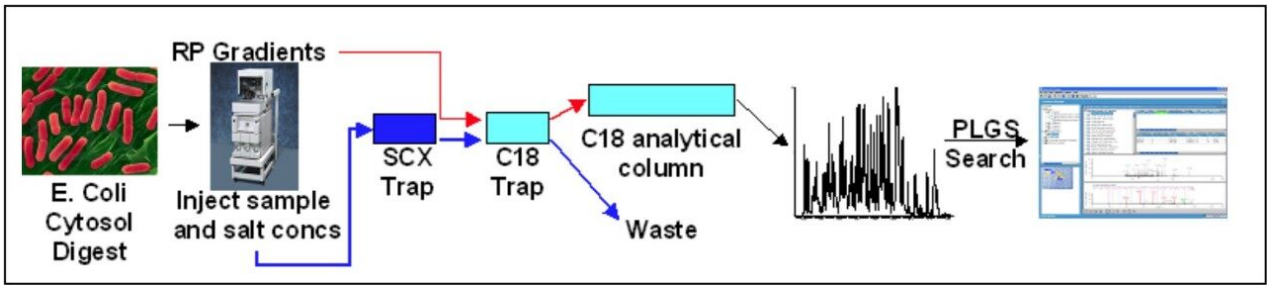 RP Gradients
E. Coli
Cytosol
Digest
Inject sample
and salt concs
SCX
Trap
C18
Trap
C18 analytical
column
Waste
PLGS
Search